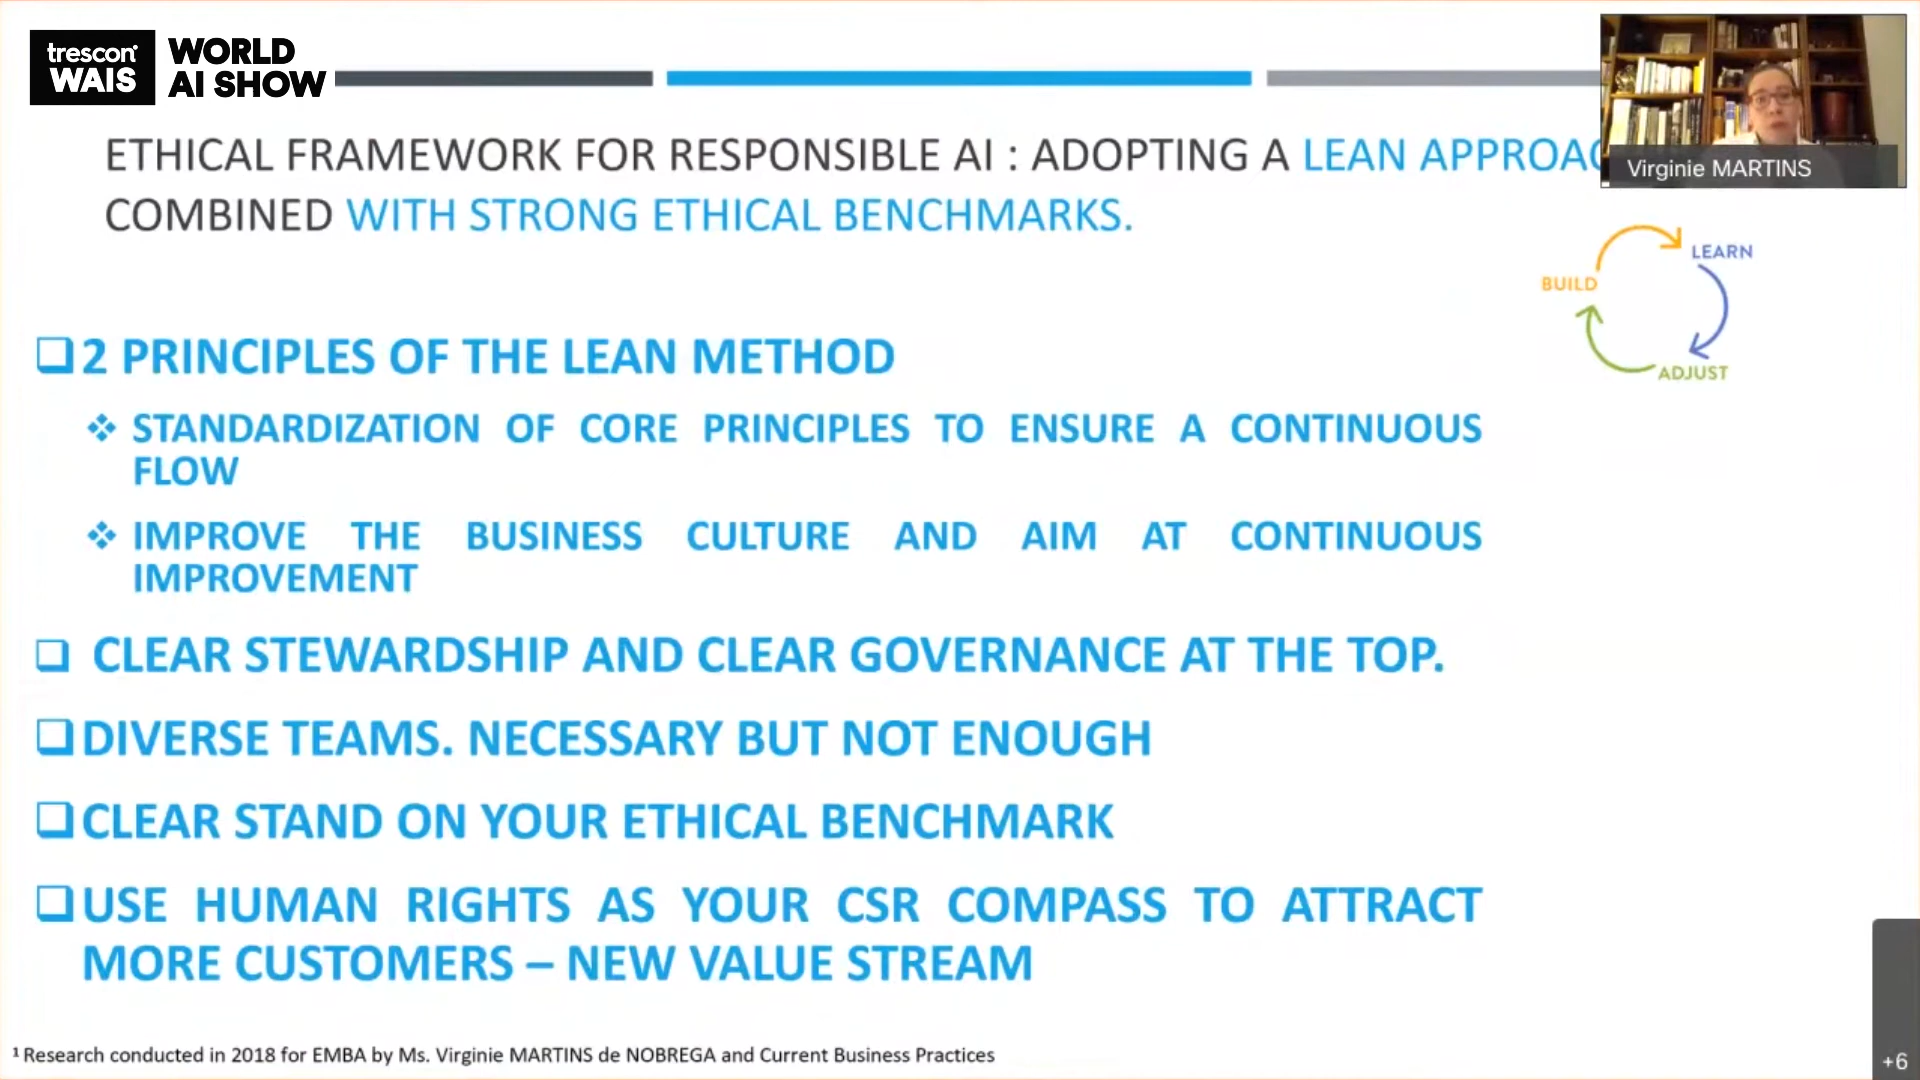 trescon
WAIS
WORLD
AI SHOW
Virginie MARTINS
ETHICAL FRAMEWORK FOR RESPONSIBLE AI : ADOPTING A LEAN APPROAC
COMBINED WITH STRONG ETHICAL BENCHMARKS.
BUILD
LEARN
ADJUST
2 PRINCIPLES OF THE LEAN METHOD
STANDARDIZATION OF CORE PRINCIPLES TO ENSURE A CONTINUOUS
FLOW
IMPROVE THE BUSINESS CULTURE AND AIM AT CONTINUOUS
IMPROVEMENT
CLEAR STEWARDSHIP AND CLEAR GOVERNANCE AT THE TOP.
DIVERSE TEAMS. NECESSARY BUT NOT ENOUGH
CLEAR STAND ON YOUR ETHICAL BENCHMARK
USE HUMAN RIGHTS AS YOUR CSR COMPASS TO ATTRACT
MORE CUSTOMERS – NEW VALUE STREAM
¹ Research conducted in 2018 for EMBA by Ms. Virginie MARTINS de NOBREGA and Current Business Practices
+6